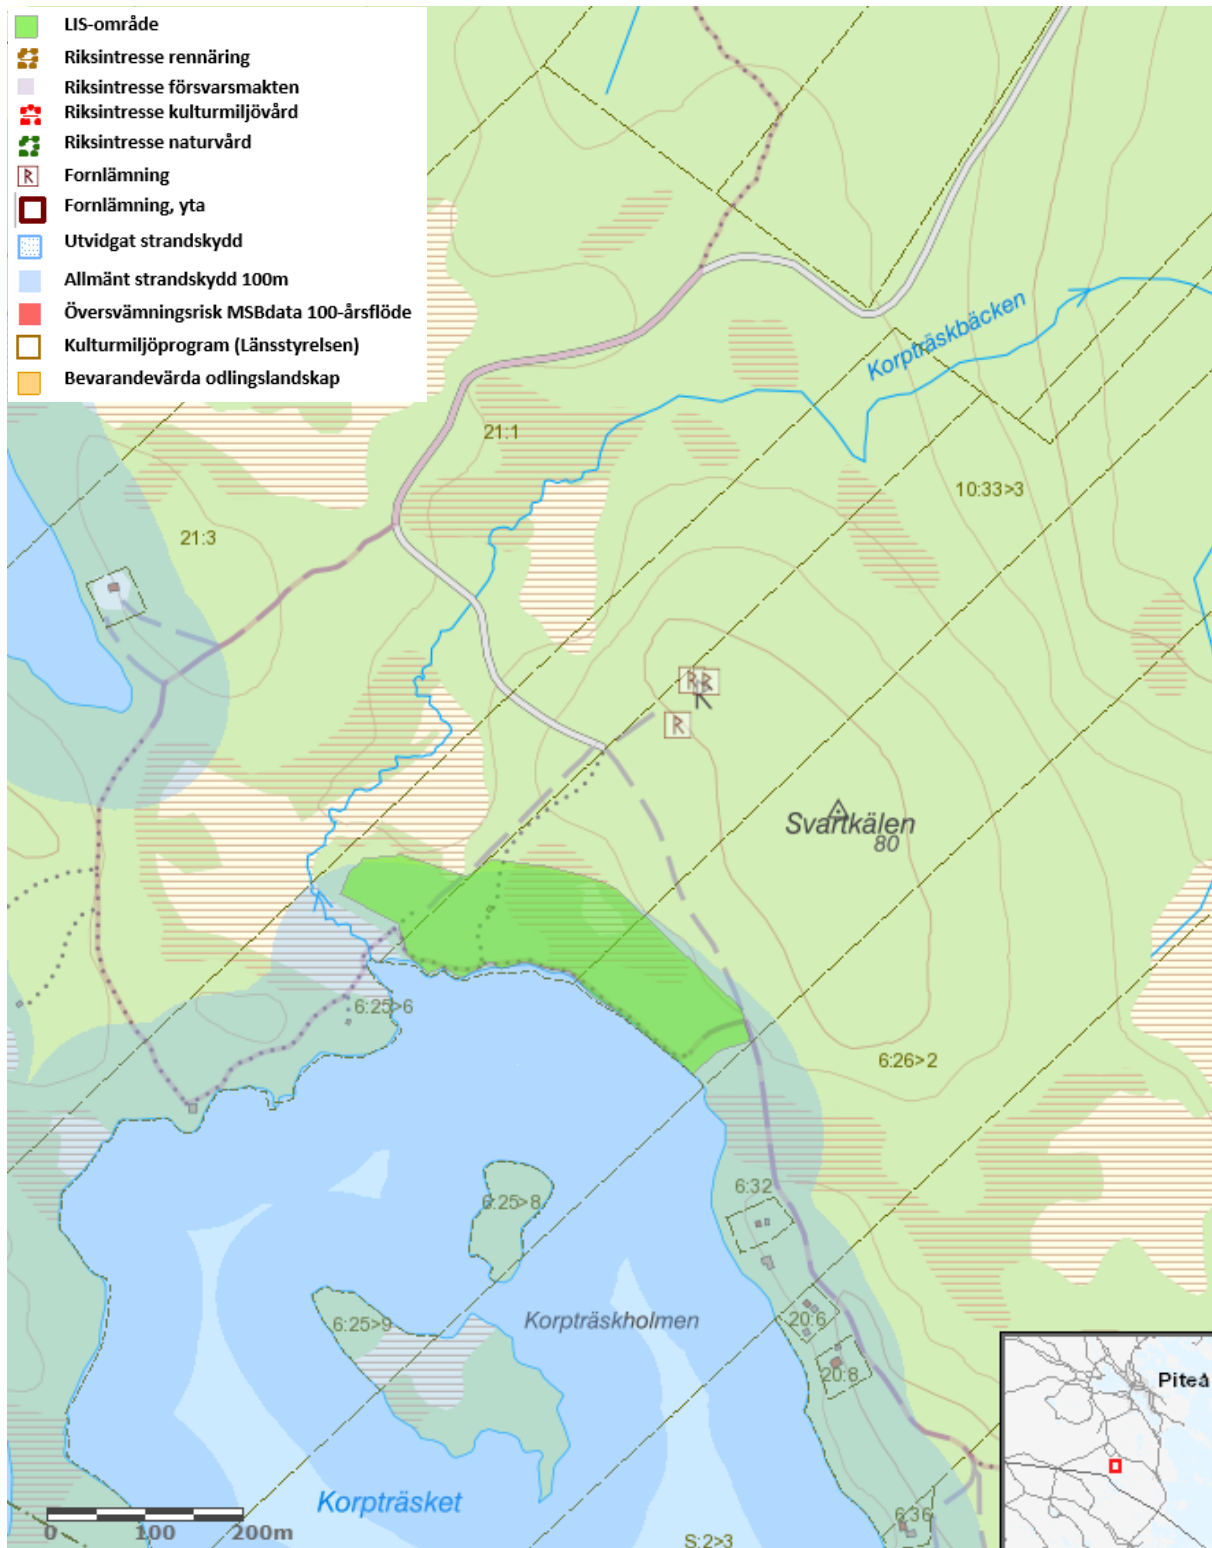 LIS-område
Riksintresse rennäring
Riksintresse försvarsmakten
Riksintresse kulturmiljövård
Riksintresse naturvård
R Fornlämning
Fornlämning, yta
Utvidgat strandskydd
Allmänt strandskydd 100m
Översvämningsrisk MSBdata 100-årsflöde
Kulturmiljöprogram (Länsstyrelsen)
Bevarandevärda odlingslandskap
Korpträskbäcken
21:1
10:33>3
21:3
R R
R
R
Svartkälen
80
6:25>6
6:26>2
6:32
6:25>8
20:6
6:25>9
Korpträskholmen
20:8
Piteå
Korpträsket
6:36
0 100 200m
S:2>3